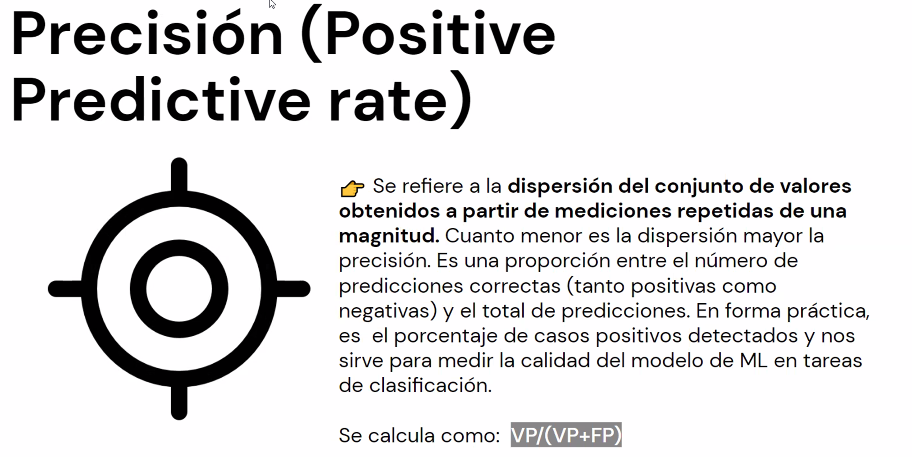 Precisión (Positive
Predictive rate)
👉 Se refiere a la dispersión del conjunto de valores
obtenidos a partir de mediciones repetidas de una
magnitud. Cuanto menor es la dispersión mayor la
precisión. Es una proporción entre el número de
predicciones correctas (tanto positivas como
negativas) y el total de predicciones. En forma práctica,
es  el porcentaje de casos positivos detectados y nos
sirve para medir la calidad del modelo de ML en tareas
de clasificación.
Se calcula como:  VP/(VP+FP)